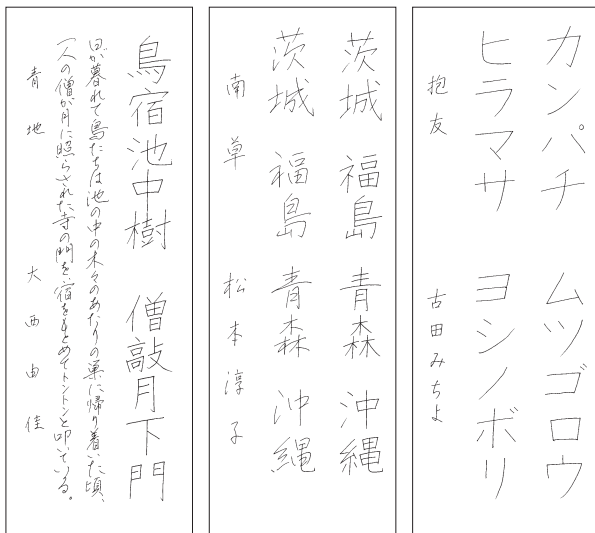 カンパチ　ムツゴロウ
ヒラマサ　ヨシノボリ
抱友　古田みちよ
茨城　福島　青森　沖縄
茨城　福島　青森　沖縄
南草　松本淳子
鳥宿池中樹　僧敲月下門
日が暮れて鳥たちは池の中の木々のあたりの巣に帰り着いた頃、
一人の僧が月に照らされた寺の門を、宿をもとめてトントンと叩いている。
青地　大西由佳